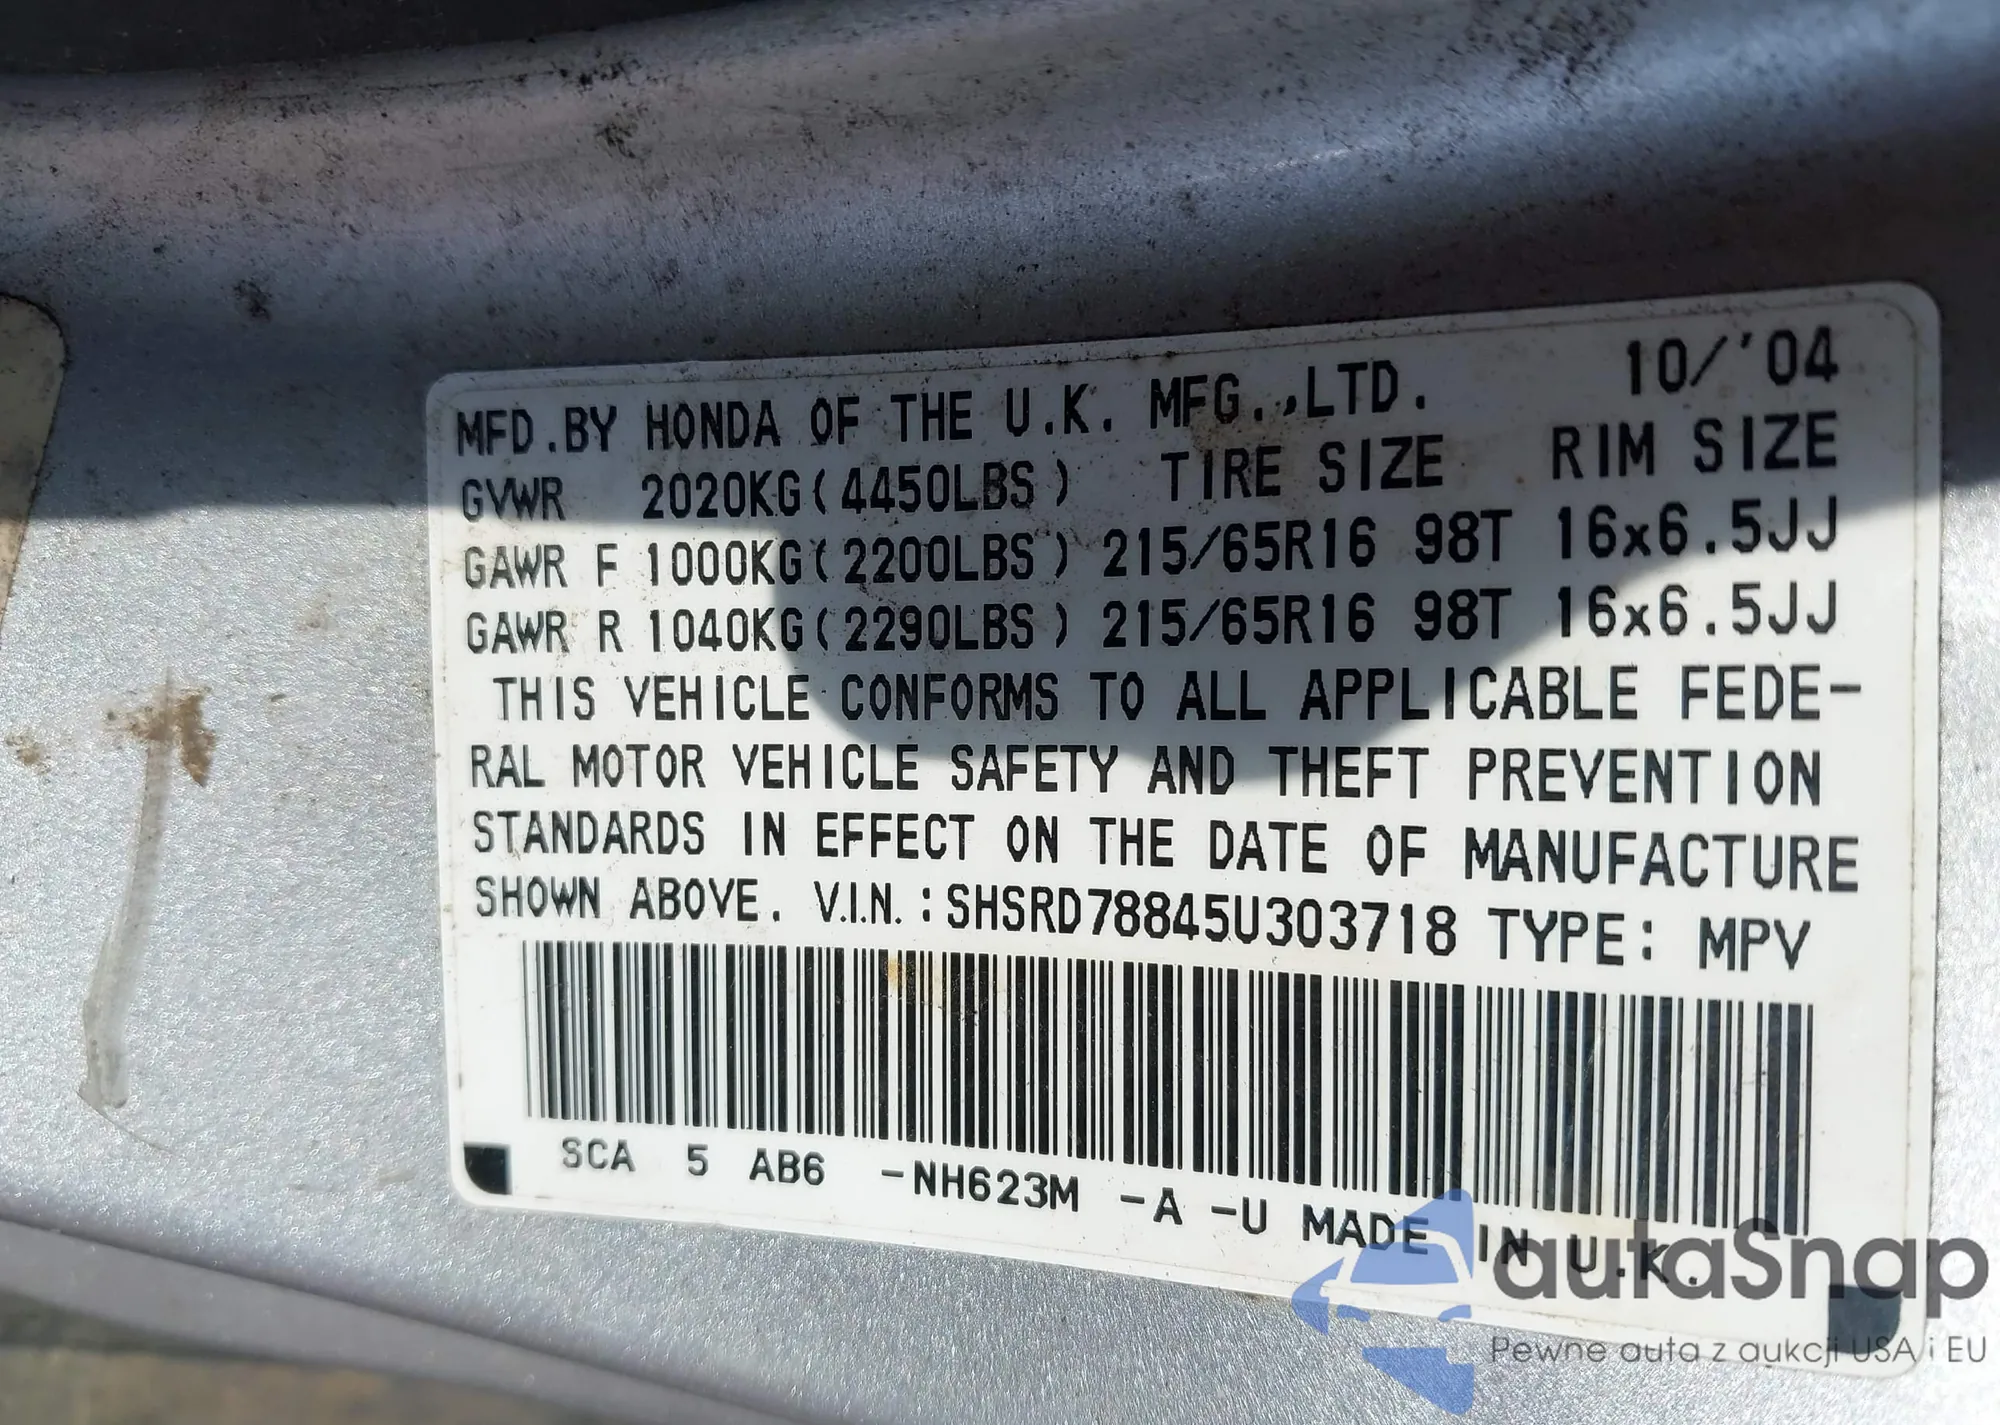 MFD.BY HONDA OF THE U.K. MFG.,LTD. 10/'04
GVWR 2020KG(4450LBS) TIRE SIZE RIM SIZE
GAWR F 1000KG(2200LBS) 215/65R16 98T 16x6.5JJ
GAWR R 1040KG(2290LBS) 215/65R16 98T 16x6.5JJ
THIS VEHICLE CONFORMS TO ALL APPLICABLE FEDE-
RAL MOTOR VEHICLE SAFETY AND THEFT PREVENTION
STANDARDS IN EFFECT ON THE DATE OF MANUFACTURE
SHOWN ABOVE. V.I.N.:SHSRD78845U303718 TYPE: MPV
SCA 5 AB6 -NH623M -A -U MADE IN U.K.
autaSnap
Pewne auta z aukcji USA i EU